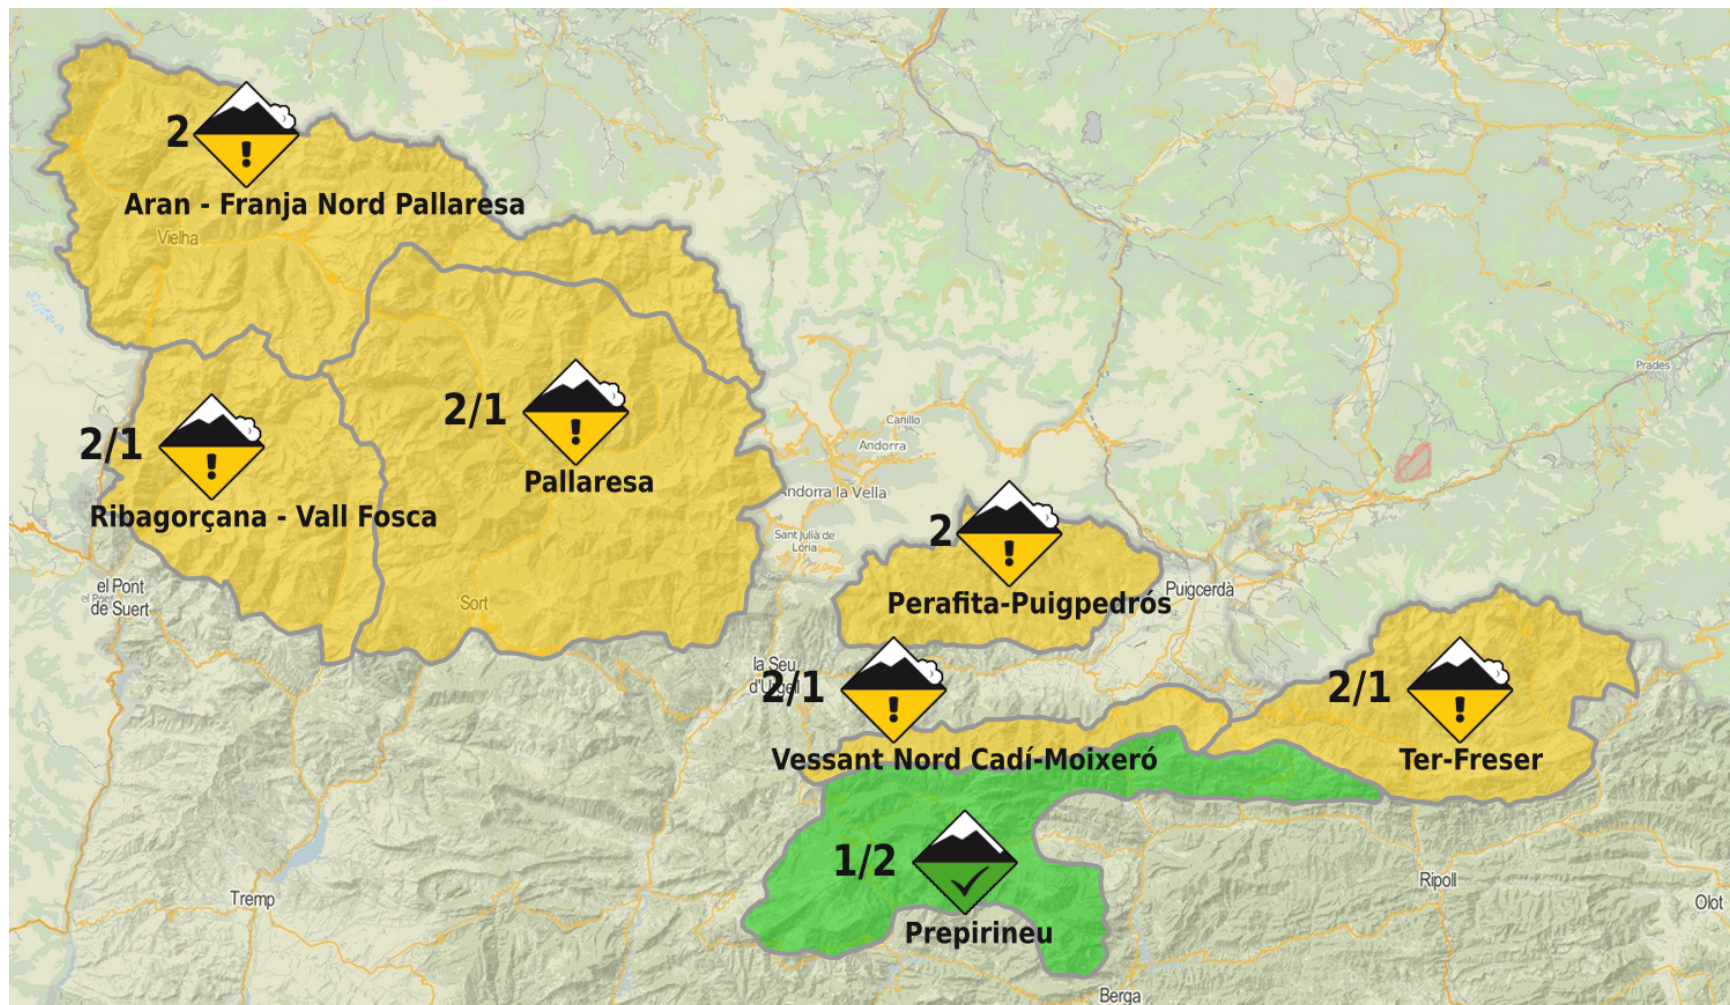 2
Aran - Franja Nord Pallaresa
Vielha
Prades
2/1
Pallaresa
2/1
Ribagorçana - Vall Fosca
Canillo
Andorra
Andorra la Vella
Sant Julià de
Lòria
2
Perafita-Puigpedrós
Puigcerdà
el Pont
de Suert
Sort
la Seu
d'Urgell
2/1
Vessant Nord Cadí-Moixeró
2/1
Ter-Freser
1/2
Prepirineu
Tremp
Ripoll
Olot
Berga